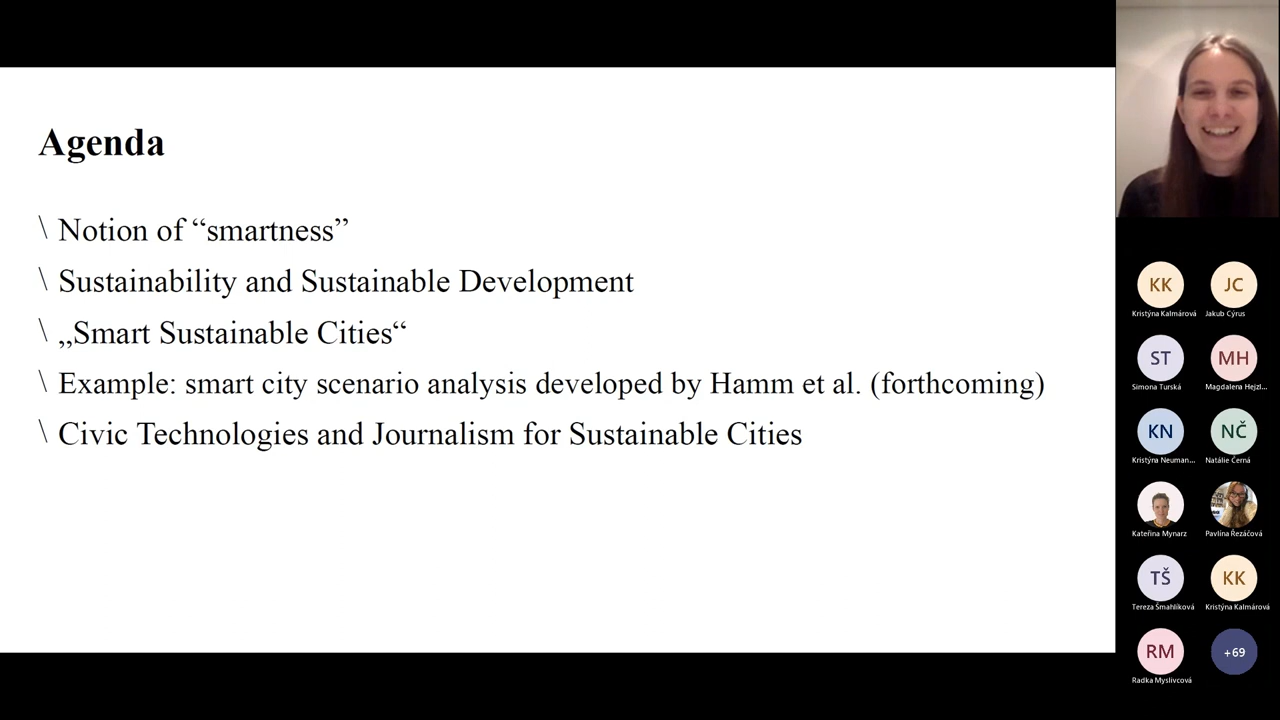 Agenda
\ Notion of “smartness”
\ Sustainability and Sustainable Development
\ „Smart Sustainable Cities“
\ Example: smart city scenario analysis developed by Hamm et al. (forthcoming)
\ Civic Technologies and Journalism for Sustainable Cities
KK
JC
Kristýna Kalmárová
Jakub Cýrus
ST
MH
Simona Turská
Magdalena Hejzl...
KN
NČ
Kristýna Neuman...
Natálie Černá
Kateřina Mynarz
Pavlína Řezáčová
TŠ
KK
Tereza Šmahlíková
Kristýna Kalmárová
RM
+69
Radka Myslivcová